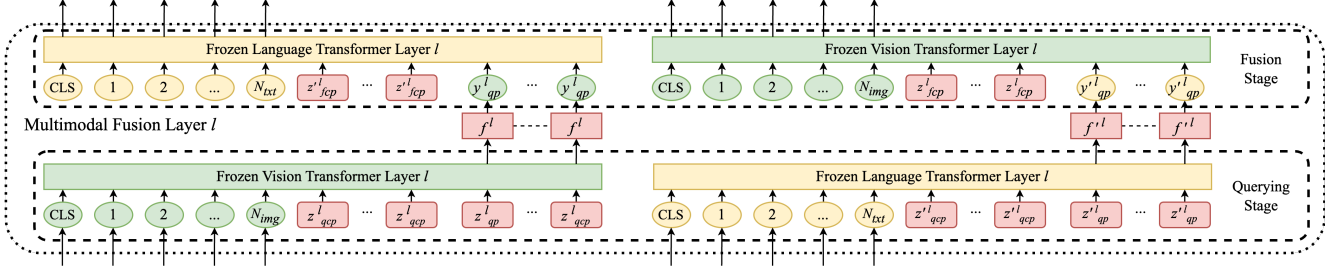 Frozen Language Transformer Layer l
CLS 1 2 ... N_txt z'^l_fcp ... z'^l_fcp y^l_qp ... y^l_qp
Frozen Vision Transformer Layer l
CLS 1 2 ... N_img z^l_fcp ... z^l_fcp y'^l_qp ... y'^l_qp
Fusion
Stage
Multimodal Fusion Layer l
f^l f^l
f'^l f'^l
Frozen Vision Transformer Layer l
CLS 1 2 ... N_img z^l_qcp ... z^l_qcp z^l_qp ... z^l_qcp
Frozen Language Transformer Layer l
CLS 1 2 ... N_txt z'^l_qcp ... z'^l_qcp z'^l_qp ... z'^l_qp
Querying
Stage